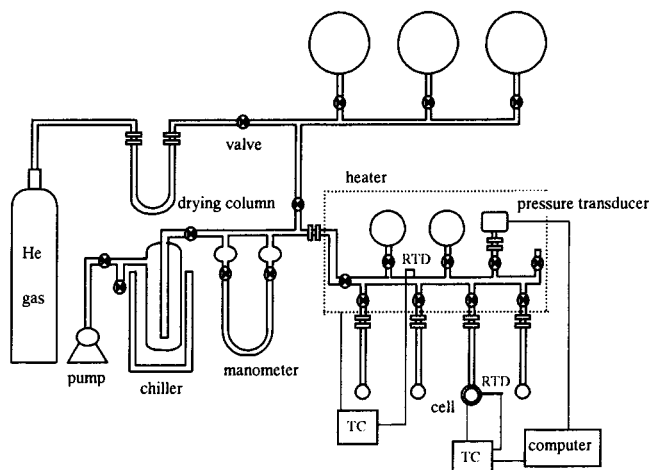 valve
heater
drying column
pressure transducer
He
gas
RTD
pump
chiller
manometer
cell
RTD
TC
TC
computer